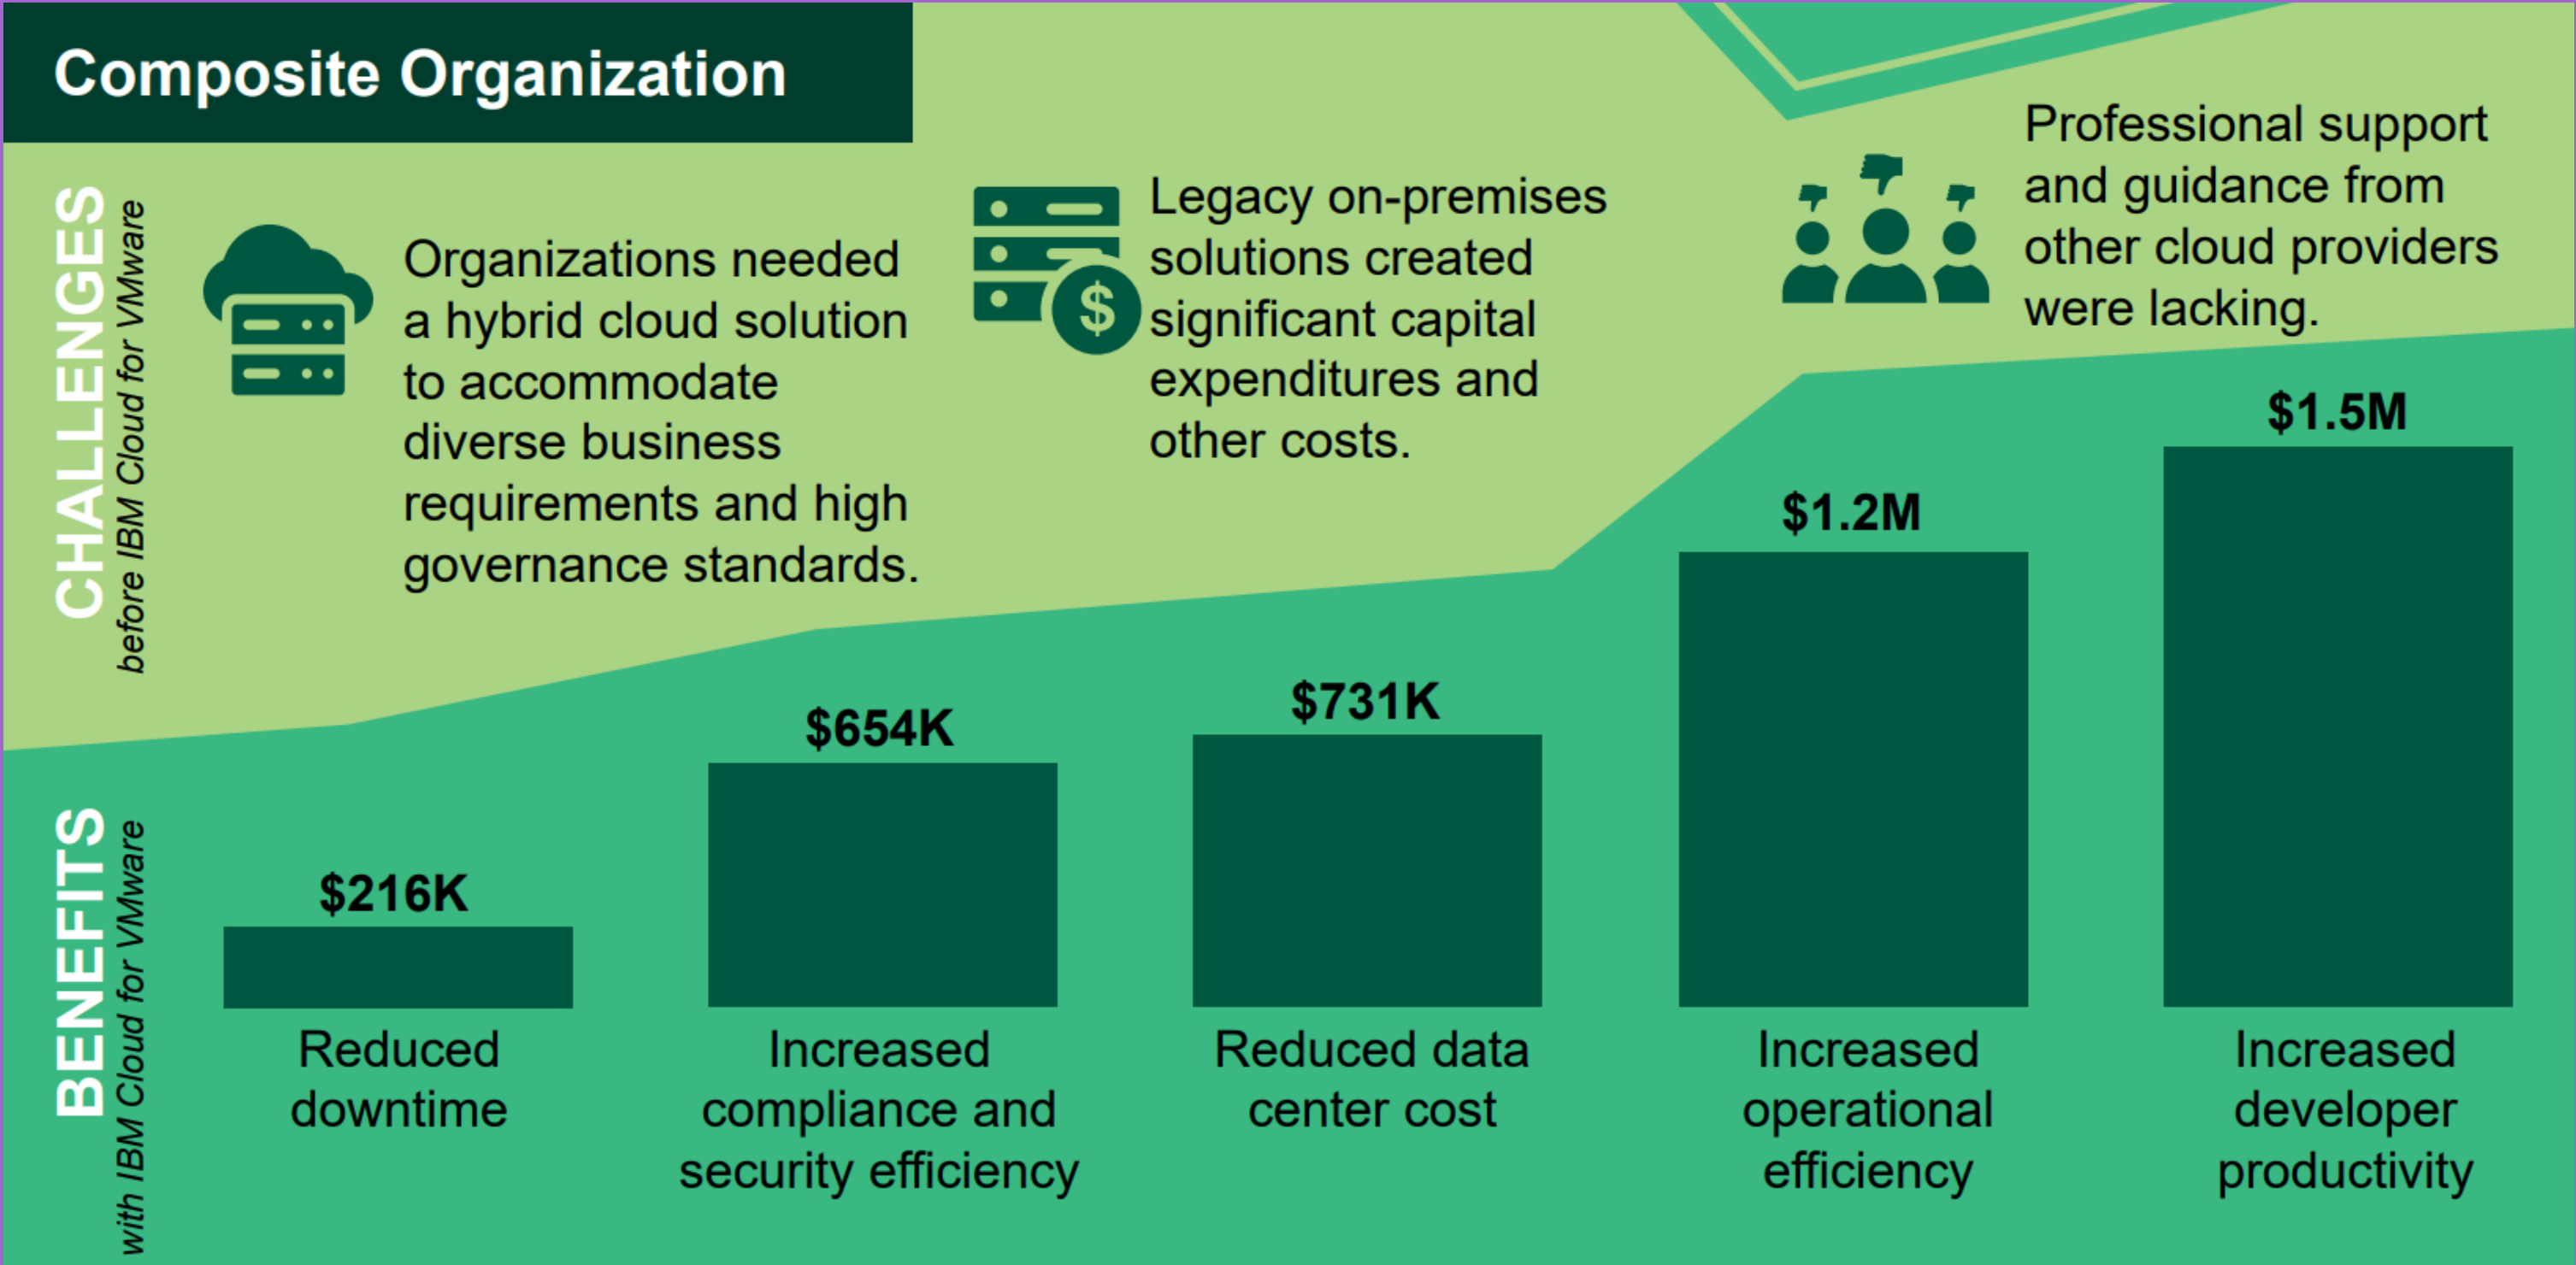 Composite Organization
CHALLENGES
before IBM Cloud for VMware
Organizations needed
a hybrid cloud solution
to accommodate
diverse business
requirements and high
governance standards.
$
Legacy on-premises
solutions created
significant capital
expenditures and
other costs.
Professional support
and guidance from
other cloud providers
were lacking.
BENEFITS
with IBM Cloud for VMware
$216K
Reduced
downtime
$654K
Increased
compliance and
security efficiency
$731K
Reduced data
center cost
$1.2M
Increased
operational
efficiency
$1.5M
Increased
developer
productivity